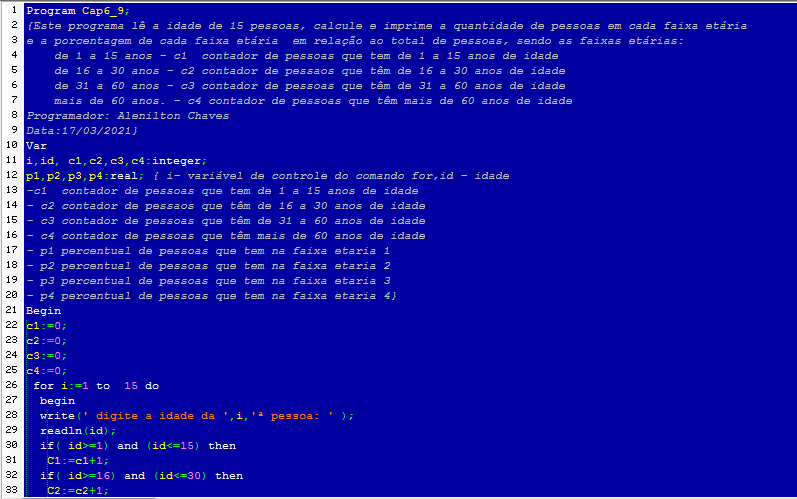 1 Program Cap6_9;
2 {Este programa lê a idade de 15 pessoas, calcule e imprime a quantidade de pessoas em cada faixa etária
3 e a porcentagem de cada faixa etária  em relação ao total de pessoas, sendo as faixas etárias:
4     de 1 a 15 anos - c1  contador de pessoas que tem de 1 a 15 anos de idade
5     de 16 a 30 anos - c2 contador de pessaos que têm de 16 a 30 anos de idade
6     de 31 a 60 anos - c3 contador de pessoas que têm de 31 a 60 anos de idade
7     mais de 60 anos. - c4 contador de pessoas que têm mais de 60 anos de idade
8 Programador: Alenilton Chaves
9 Data:17/03/2021}
10 Var
11 i,id, c1,c2,c3,c4:integer;
12 p1,p2,p3,p4:real; { i- variável de controle do comando for,id - idade
13 -c1  contador de pessoas que tem de 1 a 15 anos de idade
14 - c2 contador de pessoas que têm de 16 a 30 anos de idade
15 - c3 contador de pessoas que têm de 31 a 60 anos de idade
16 - c4 contador de pessoas que têm mais de 60 anos de idade
17 - p1 percentual de pessoas que tem na faixa etaria 1
18 - p2 percentual de pessoas que tem na faixa etaria 2
19 - p3 percentual de pessoas que tem na faixa etaria 3
20 - p4 percentual de pessoas que tem na faixa etaria 4}
21 Begin
22 c1:=0;
23 c2:=0;
24 c3:=0;
25 c4:=0;
26  for i:=1 to  15 do
27   begin
28   write(' digite a idade da ',i,'ª pessoa: ' );
29   readln(id);
30   if( id>=1) and (id<=15) then
31    C1:=c1+1;
32   if( id>=16) and (id<=30) then
33    C2:=c2+1;